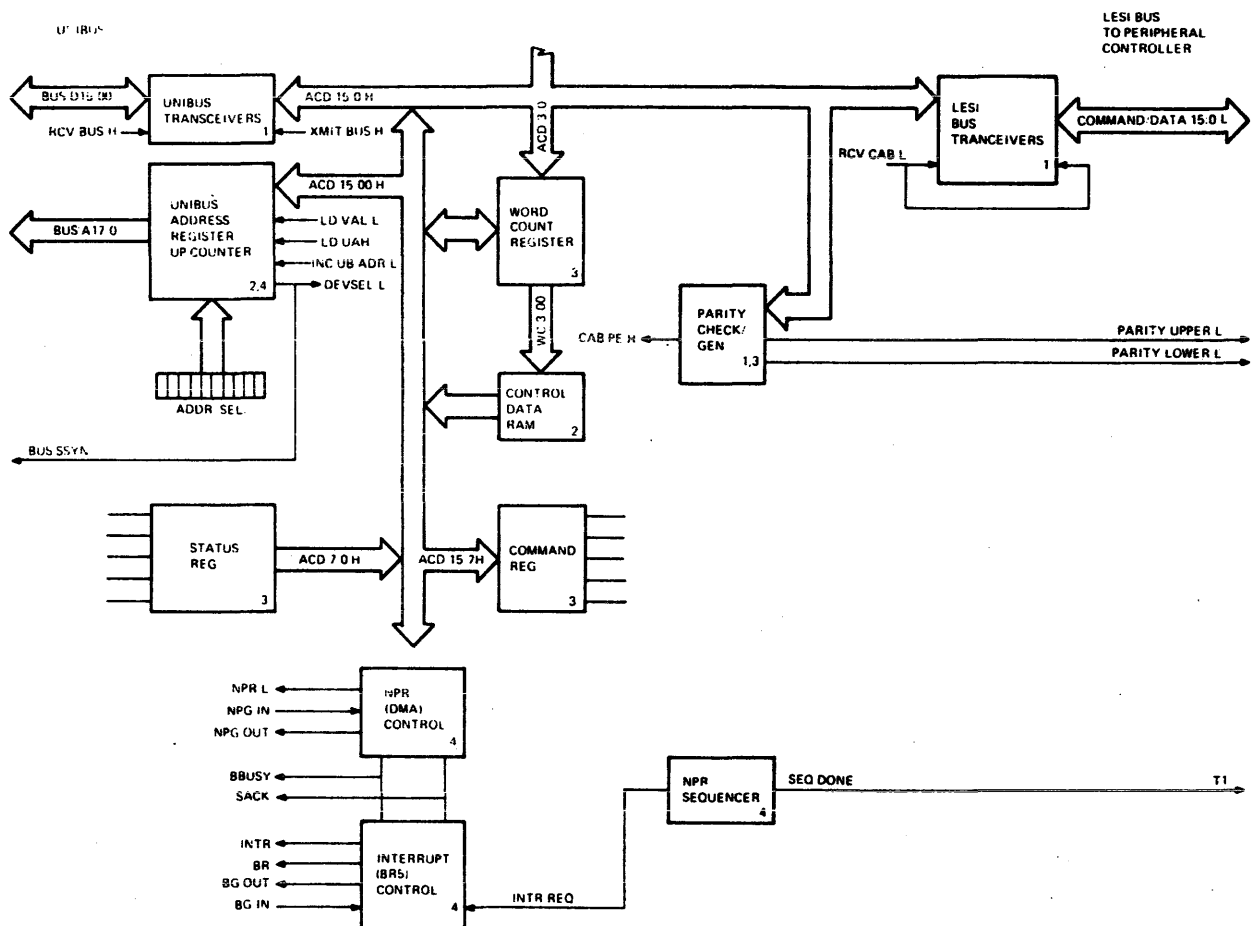 UNIBUS
LESI BUS
TO PERIPHERAL
CONTROLLER
BUS D15 00
UNIBUS
TRANSCEIVERS
1
ACD 15 0 H
RCV BUS H
XMIT BUS H
ACD 3 0
LESI
BUS
TRANCEIVERS
1
COMMAND/DATA 15:0 L
RCV CAB L
UNIBUS
ADDRESS
REGISTER
UP COUNTER
2,4
ACD 15 00 H
LD VAL L
LD UAH
INC UB ADR L
DEVSEL L
BUS A17 0
WORD
COUNT
REGISTER
3
WC 3 00
PARITY
CHECK/
GEN
1,3
CAB PE H
PARITY UPPER L
PARITY LOWER L
ADDR SEL.
CONTROL
DATA
RAM
2
BUS SSYN
STATUS
REG
3
ACD 7 0 H
ACD 15 7H
COMMAND
REG
3
NPR L
NPG IN
NPG OUT
NPR
(DMA)
CONTROL
4
BBUSY
SACK
NPR
SEQUENCER
4
SEQ DONE
T1
INTR
BR
BG OUT
BG IN
INTERRUPT
(BR5)
CONTROL
4
INTR REQ